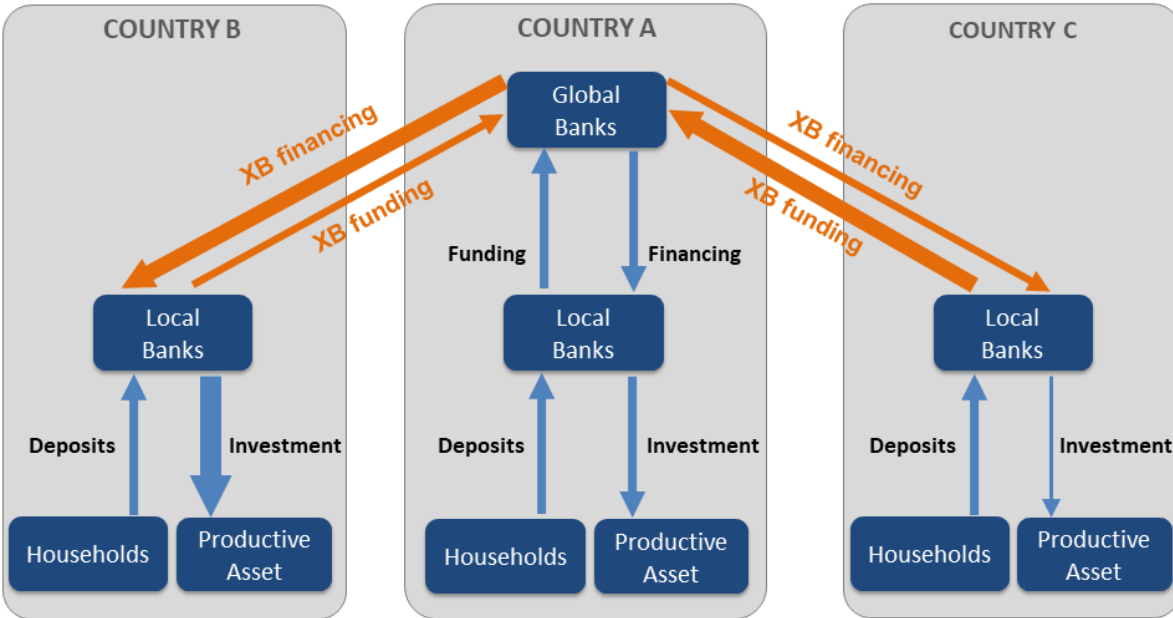 COUNTRY B
COUNTRY A
COUNTRY C
Global
Banks
XB financing
XB funding
XB financing
XB funding
Funding
Financing
Local
Banks
Local
Banks
Local
Banks
Deposits
Investment
Deposits
Investment
Deposits
Investment
Households
Productive
Asset
Households
Productive
Asset
Households
Productive
Asset